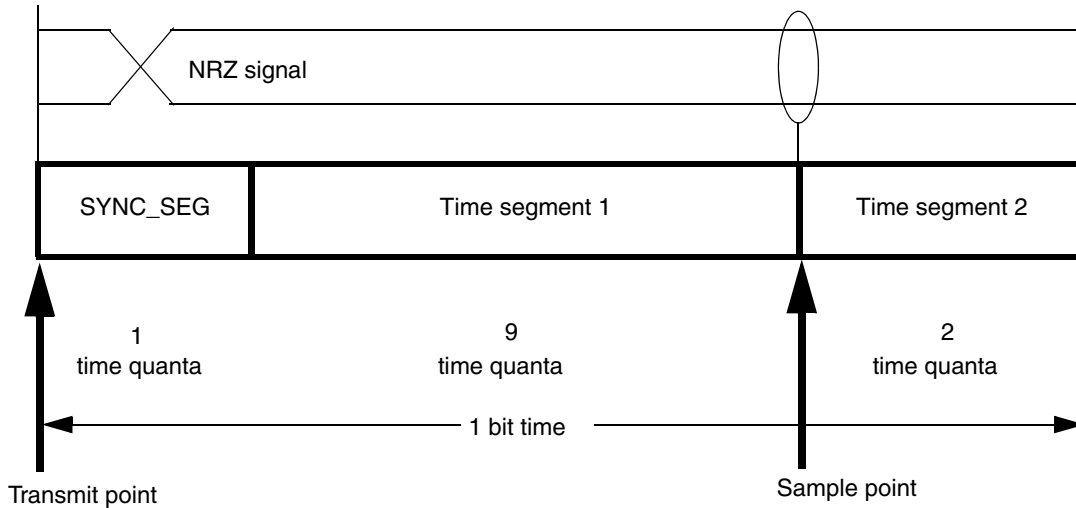 NRZ signal
SYNC_SEG
Time segment 1
Time segment 2
1
time quanta
9
time quanta
2
time quanta
1 bit time
Transmit point
Sample point